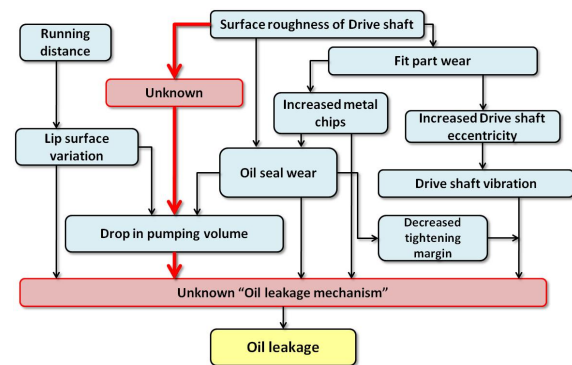 Surface roughness of Drive shaft
Running
distance
Fit part wear
Unknown
Increased metal
chips
Increased Drive shaft
eccentricity
Lip surface
variation
Oil seal wear
Drive shaft vibration
Drop in pumping volume
Decreased
tightening
margin
Unknown “Oil leakage mechanism”
Oil leakage